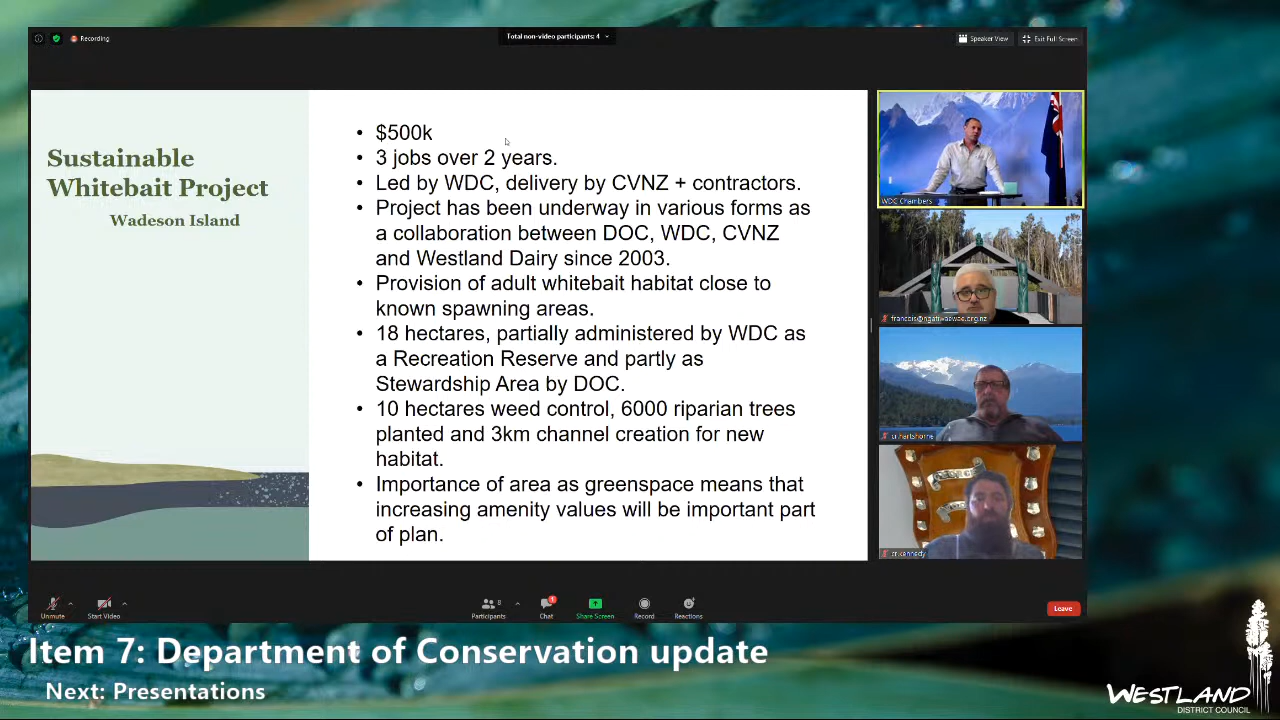 Recording
Total non-video participants: 4
Speaker View
Exit Full Screen
Sustainable
Whitebait Project
Wadeson Island
• $500k
• 3 jobs over 2 years.
• Led by WDC, delivery by CVNZ + contractors.
• Project has been underway in various forms as
a collaboration between DOC, WDC, CVNZ
and Westland Dairy since 2003.
• Provision of adult whitebait habitat close to
known spawning areas.
• 18 hectares, partially administered by WDC as
a Recreation Reserve and partly as
Stewardship Area by DOC.
• 10 hectares weed control, 6000 riparian trees
planted and 3km channel creation for new
habitat.
• Importance of area as greenspace means that
increasing amenity values will be important part
of plan.
WDC Chambers
cr.hartshorne
cr.kennedy
Unmute
Start Video
Participants
8
Chat
1
Share Screen
Record
Reactions
Leave
Item 7: Department of Conservation update
Next: Presentations
WESTLAND
DISTRICT COUNCIL